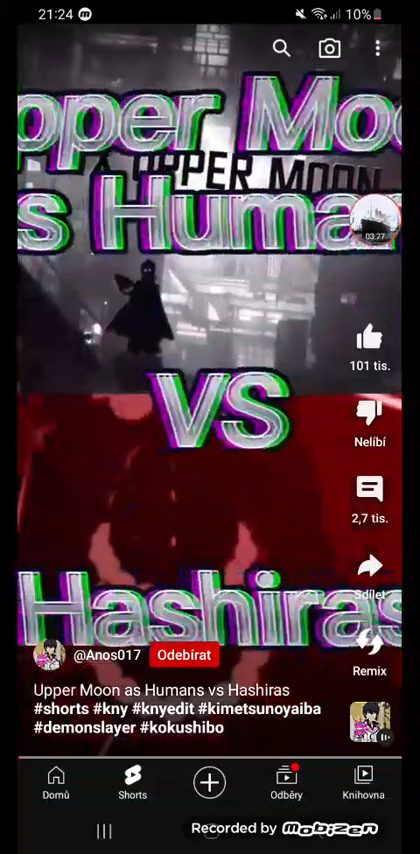 21:24
10%
pper Moo
UPPER MOON
s Human
03:27
101 tis.
VS
Nelíbí
2,7 tis.
Sdílet
Hashiras
@Anos017 Odebírat
Remix
Upper Moon as Humans vs Hashiras
#shorts #kny #knyedit #kimetsunoyaiba
#demonslayer #kokushibo
Domů Shorts Odběry Knihovna
Recorded by mobizen